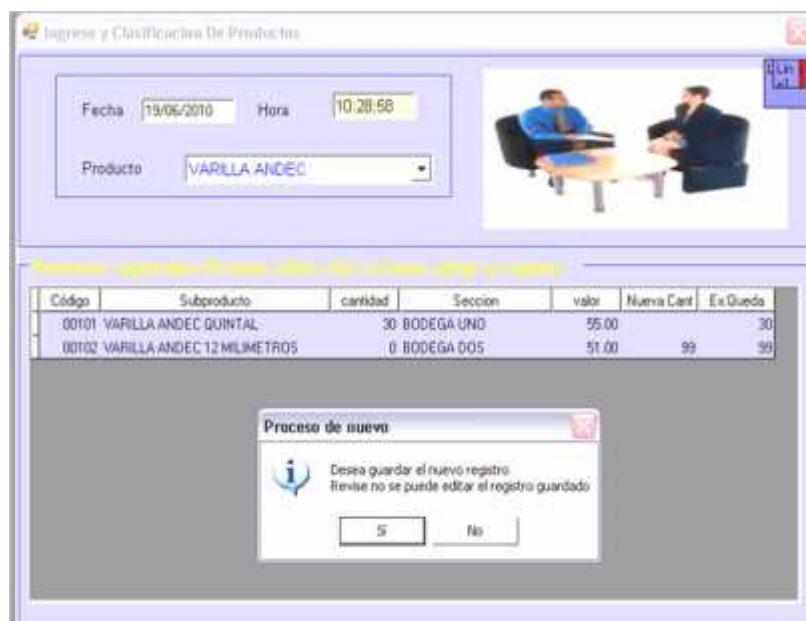 Ingreso y Clasificacion De Productos
Fecha 19/06/2010 Hora 10:28:58
Producto VARILLA ANDEC
Código Subproducto cantidad Seccion valor Nueva Cant Ex.Queda
00101 VARILLA ANDEC QUINTAL 30 BODEGA UNO 55.00 30
00102 VARILLA ANDEC 12 MILIMETROS 0 BODEGA DOS 51.00 99 99
Proceso de nuevo
Desea guardar el nuevo registro
Revise no se puede editar el registro guardado
Sí No